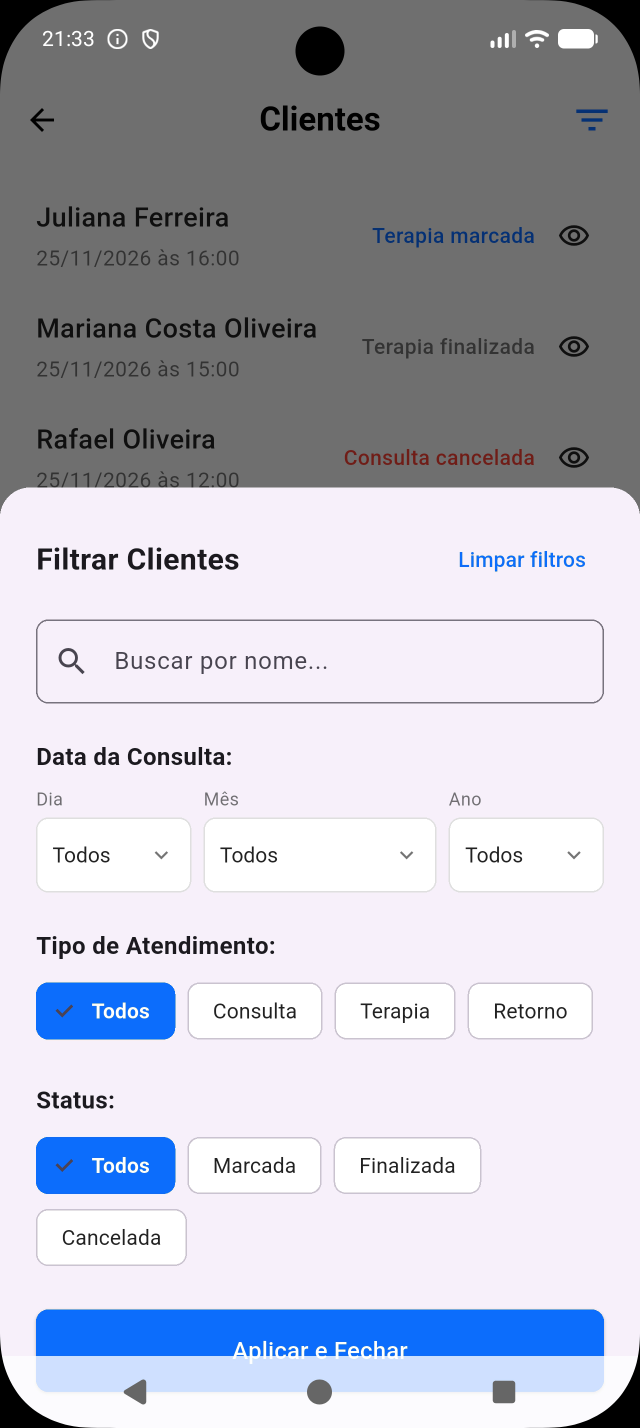 21:33
Clientes
Juliana Ferreira
Terapia marcada
25/11/2026 às 16:00
Mariana Costa Oliveira
Terapia finalizada
25/11/2026 às 15:00
Rafael Oliveira
Consulta cancelada
25/11/2026 às 12:00
Filtrar Clientes
Limpar filtros
Buscar por nome...
Data da Consulta:
Dia Mês Ano
Todos Todos Todos
Tipo de Atendimento:
Todos Consulta Terapia Retorno
Status:
Todos Marcada Finalizada
Cancelada
Aplicar e Fechar